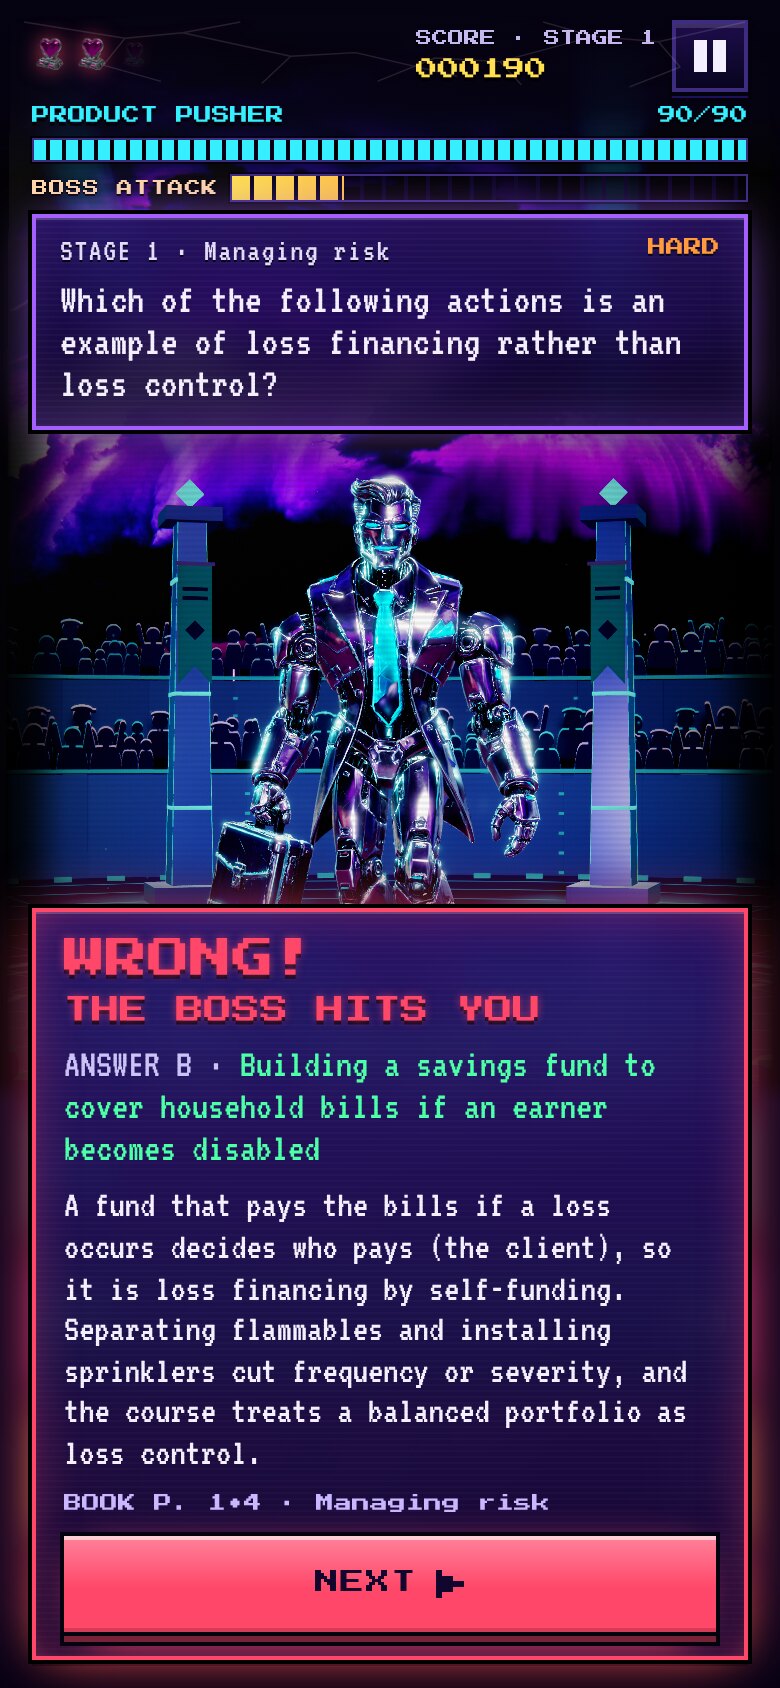 SCORE · STAGE 1
000190
PRODUCT PUSHER
90/90
BOSS ATTACK
STAGE 1 · Managing risk
HARD
Which of the following actions is an
example of loss financing rather than
loss control?
WRONG!
THE BOSS HITS YOU
ANSWER B · Building a savings fund to
cover household bills if an earner
becomes disabled
A fund that pays the bills if a loss
occurs decides who pays (the client), so
it is loss financing by self-funding.
Separating flammables and installing
sprinklers cut frequency or severity, and
the course treats a balanced portfolio as
loss control.
BOOK P. 1•4 · Managing risk
NEXT